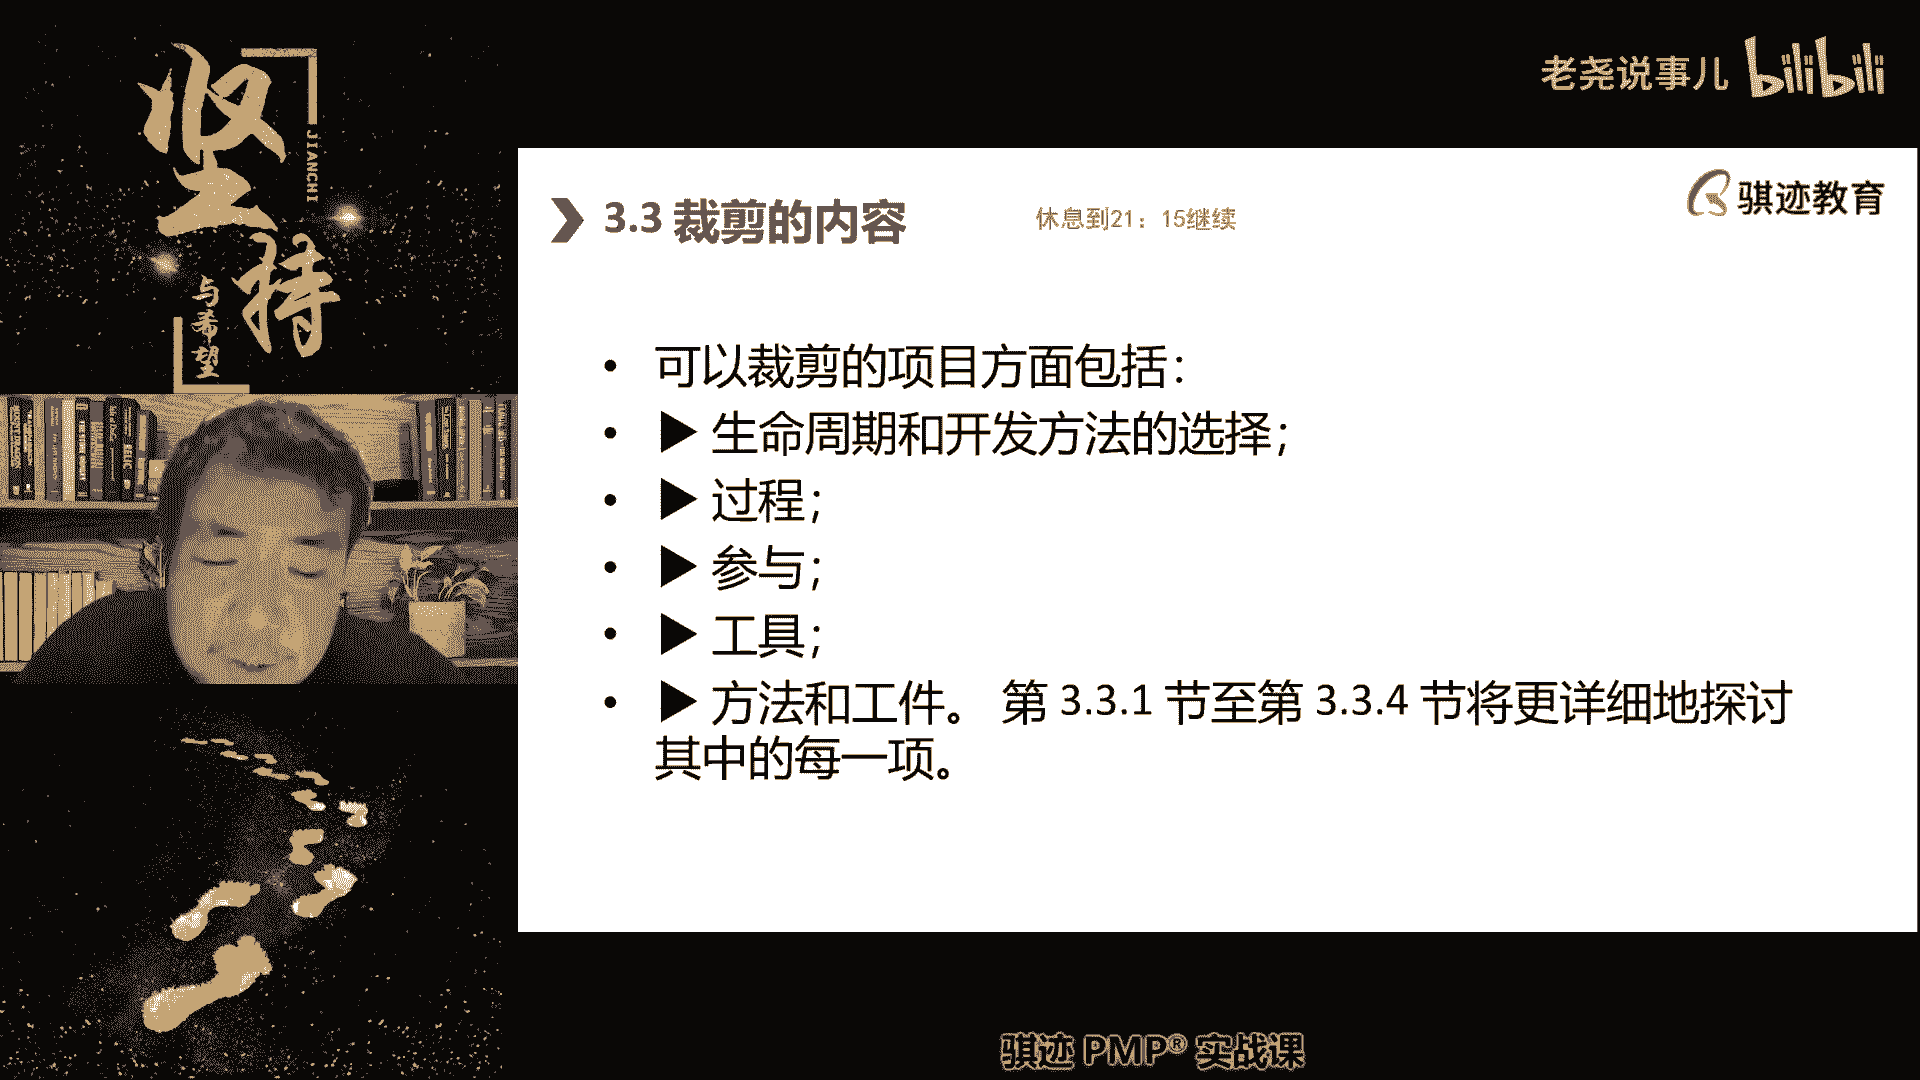 坚持
JIANCHI
与希望
老尧说事儿 bilibili
骐迹教育
3.3 裁剪的内容
休息到21：15继续
• 可以裁剪的项目方面包括：
• ▶ 生命周期和开发方法的选择；
• ▶ 过程；
• ▶ 参与；
• ▶ 工具；
• ▶ 方法和工件。 第 3.3.1 节至第 3.3.4 节将更详细地探讨
其中的每一项。
骐迹 PMP® 实战课